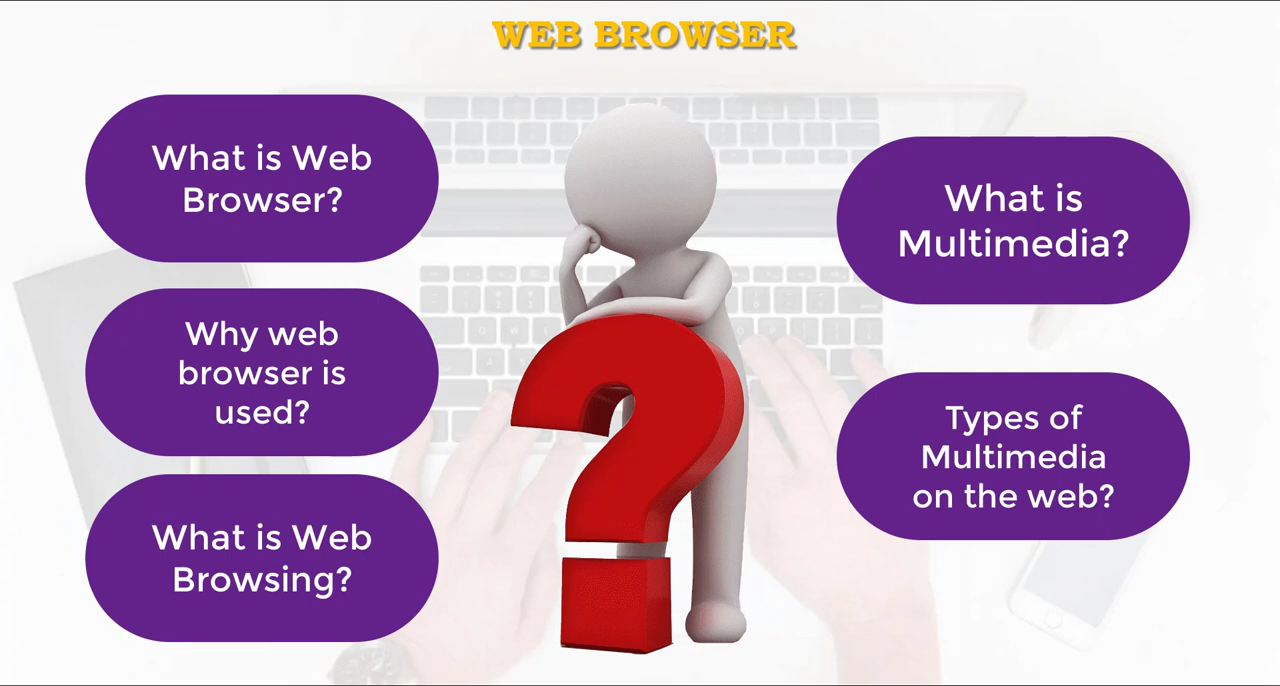 WEB BROWSER
What is Web
Browser?
Why web
browser is
used?
What is Web
Browsing?
What is
Multimedia?
Types of
Multimedia
on the web?